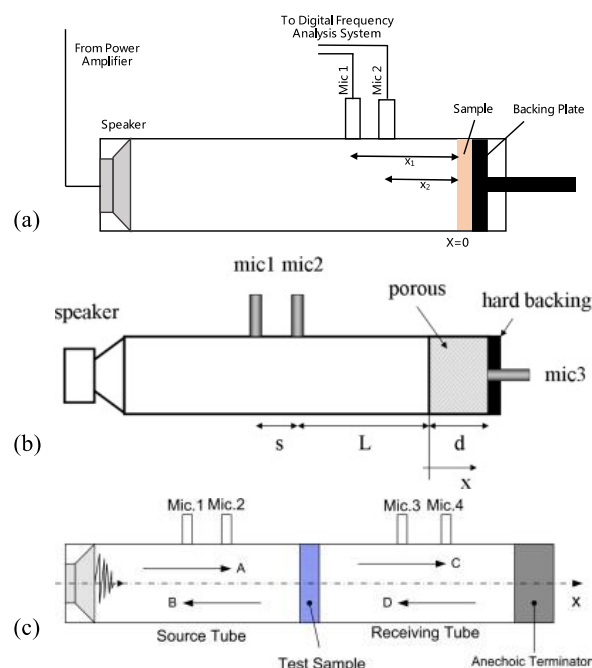 To Digital Frequency
Analysis System
From Power
Amplifier
Mic 1
Mic 2
Sample
Backing Plate
Speaker
x₁
x₂
X=0
(a)
mic1 mic2
porous
hard backing
speaker
mic3
s
L
d
x
(b)
Mic.1
Mic.2
Mic.3
Mic.4
A
C
B
D
X
(c)
Source Tube
Receiving Tube
Test Sample
Anechoic Terminator